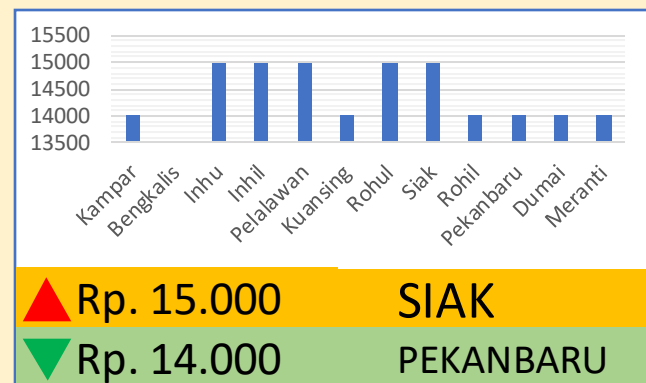 15500
15000
14500
14000
13500
Kampar
Bengkalis
Inhu
Inhil
Pelalawan
Kuansing
Rohul
Siak
Rohil
Pekanbaru
Dumai
Meranti
Rp. 15.000 SIAK
Rp. 14.000 PEKANBARU